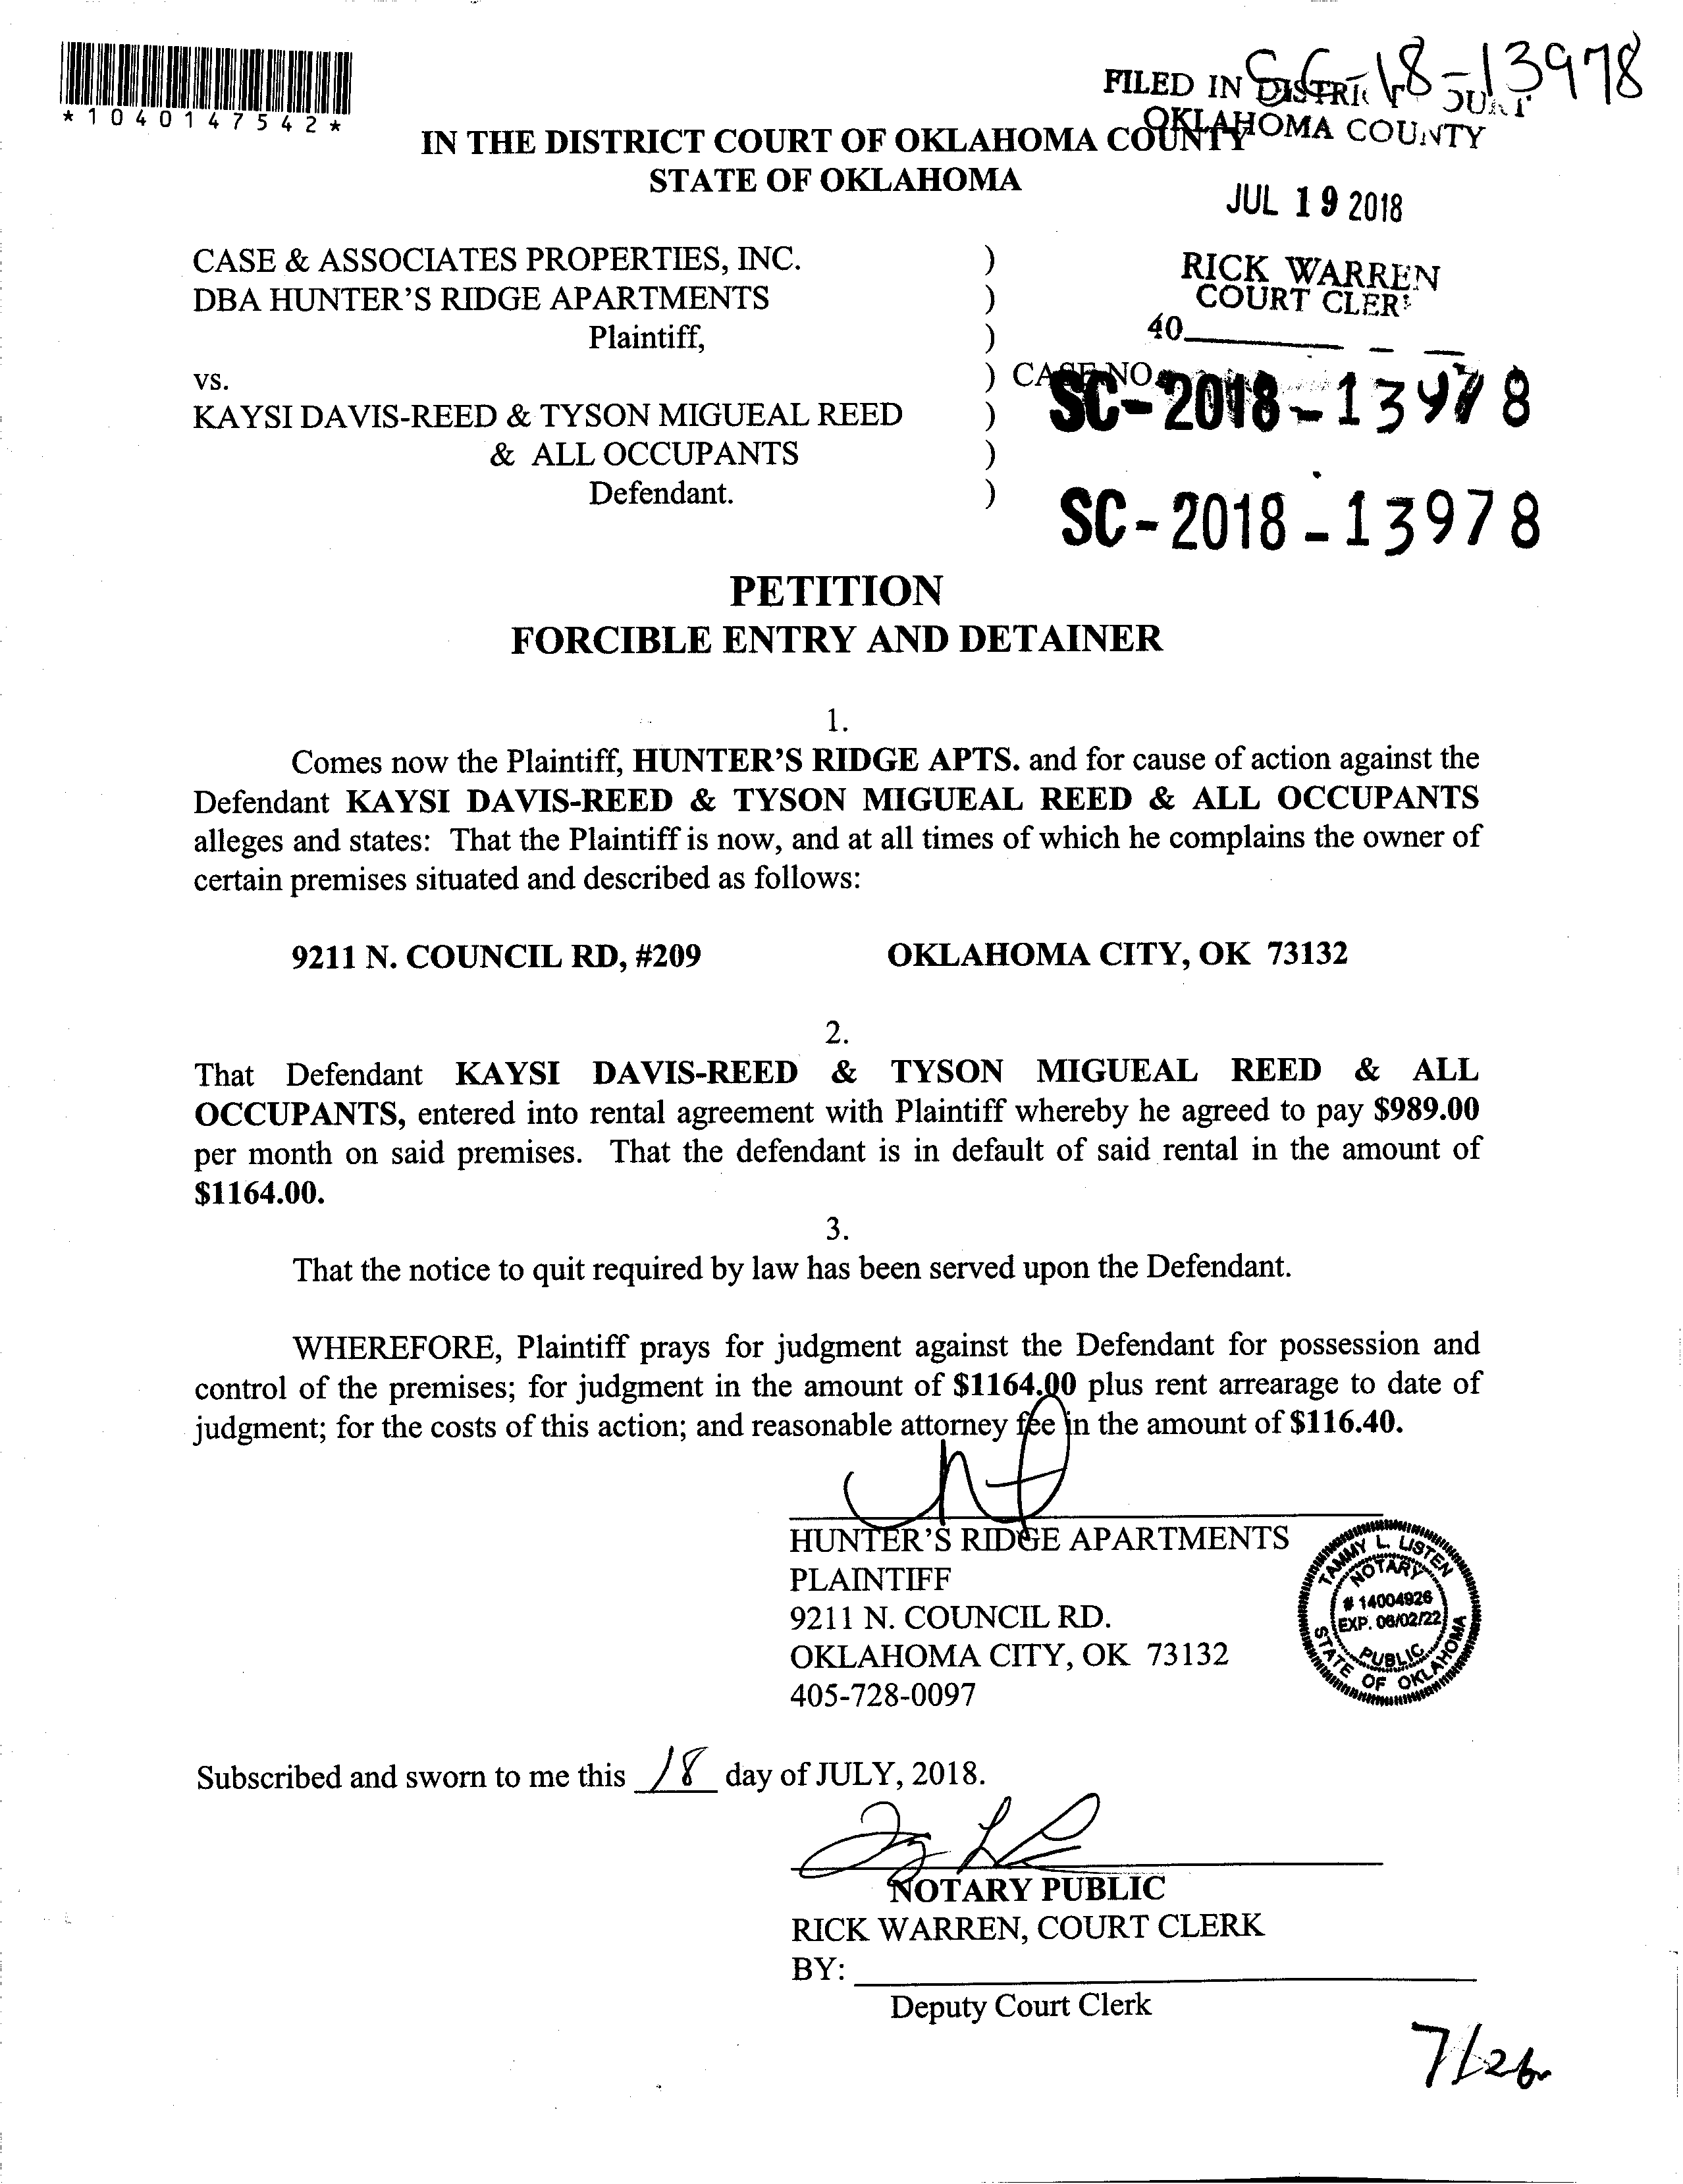 SC-18-13978
FILED IN DISTRI
OKLAHOMA COUNTY
*1040147542*
IN THE DISTRICT COURT OF OKLAHOMA COUNTY
STATE OF OKLAHOMA
JUL 19 2018
CASE & ASSOCIATES PROPERTIES, INC. )
DBA HUNTER'S RIDGE APARTMENTS )
Plaintiff, )
RICK WARREN
COURT CLER
40
vs. ) CASE NO.
SC-2018-13978
KAYSI DAVIS-REED & TYSON MIGUEAL REED )
& ALL OCCUPANTS )
Defendant. )
SC-2018-13978
PETITION
FORCIBLE ENTRY AND DETAINER
1.
Comes now the Plaintiff, HUNTER'S RIDGE APTS. and for cause of action against the
Defendant KAYSI DAVIS-REED & TYSON MIGUEAL REED & ALL OCCUPANTS
alleges and states: That the Plaintiff is now, and at all times of which he complains the owner of
certain premises situated and described as follows:
9211 N. COUNCIL RD, #209 OKLAHOMA CITY, OK 73132
2.
That Defendant KAYSI DAVIS-REED & TYSON MIGUEAL REED & ALL
OCCUPANTS, entered into rental agreement with Plaintiff whereby he agreed to pay $989.00
per month on said premises. That the defendant is in default of said rental in the amount of
$1164.00.
3.
That the notice to quit required by law has been served upon the Defendant.
WHEREFORE, Plaintiff prays for judgment against the Defendant for possession and
control of the premises; for judgment in the amount of $1164.00 plus rent arrearage to date of
judgment; for the costs of this action; and reasonable attorney fee in the amount of $116.40.
HUNTER'S RIDGE APARTMENTS
PLAINTIFF
9211 N. COUNCIL RD.
OKLAHOMA CITY, OK 73132
405-728-0097
TAMMY L. LISTEN
NOTARY
# 14004926
EXP. 06/02/22
PUBLIC
STATE OF OKLAHOMA
Subscribed and sworn to me this 18 day of JULY, 2018.
NOTARY PUBLIC
RICK WARREN, COURT CLERK
BY:
Deputy Court Clerk